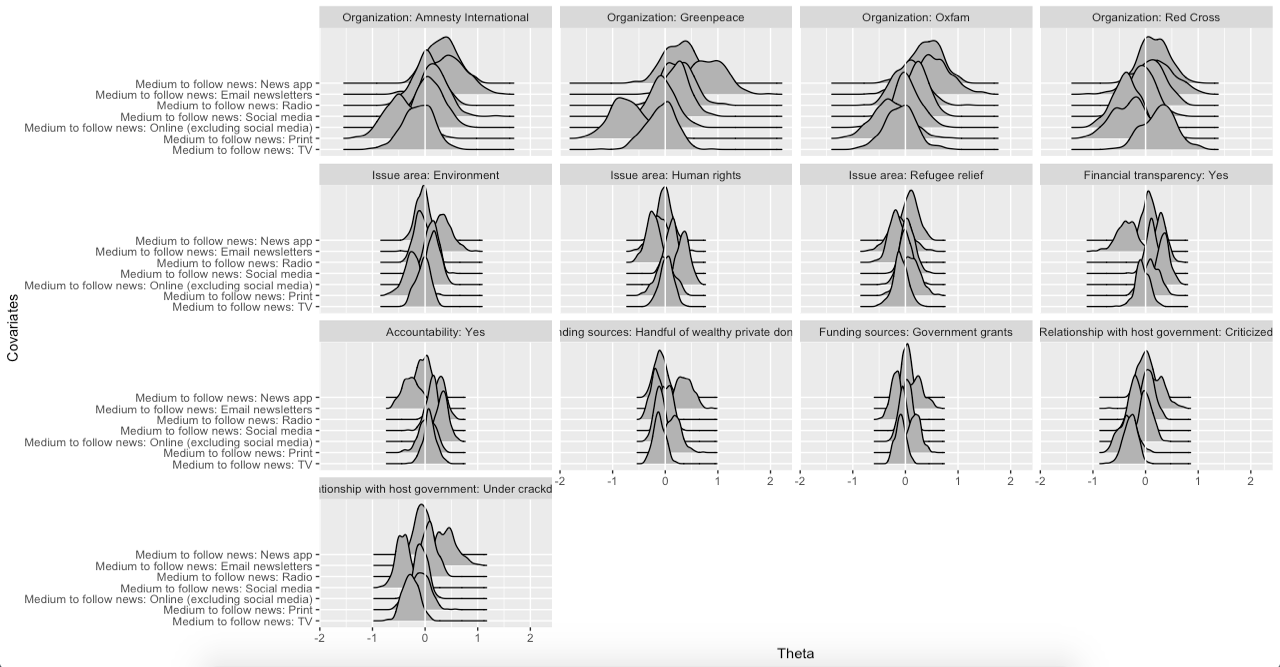 Organization: Amnesty International
Organization: Greenpeace
Organization: Oxfam
Organization: Red Cross
Medium to follow news: News app
Medium to follow news: Email newsletters
Medium to follow news: Radio
Medium to follow news: Social media
Medium to follow news: Online (excluding social media)
Medium to follow news: Print
Medium to follow news: TV
Issue area: Environment
Issue area: Human rights
Issue area: Refugee relief
Financial transparency: Yes
Medium to follow news: News app
Medium to follow news: Email newsletters
Medium to follow news: Radio
Medium to follow news: Social media
Medium to follow news: Online (excluding social media)
Medium to follow news: Print
Medium to follow news: TV
Covariates
Accountability: Yes
nding sources: Handful of wealthy private don
Funding sources: Government grants
Relationship with host government: Criticized
Medium to follow news: News app
Medium to follow news: Email newsletters
Medium to follow news: Radio
Medium to follow news: Social media
Medium to follow news: Online (excluding social media)
Medium to follow news: Print
Medium to follow news: TV
-2 -1 0 1 2
-2 -1 0 1 2
-2 -1 0 1 2
ationship with host government: Under crackd
Medium to follow news: News app
Medium to follow news: Email newsletters
Medium to follow news: Radio
Medium to follow news: Social media
Medium to follow news: Online (excluding social media)
Medium to follow news: Print
Medium to follow news: TV
-2 -1 0 1 2
Theta